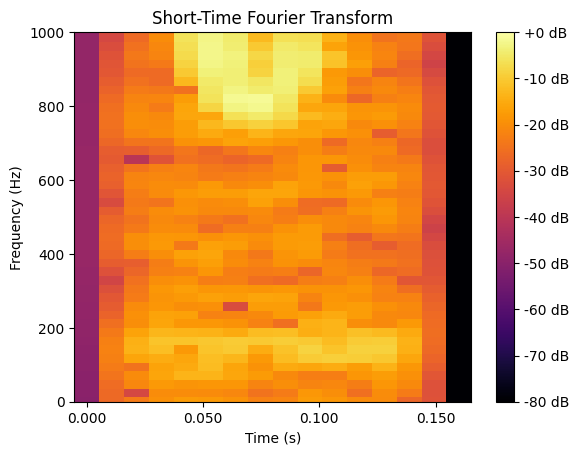 Short-Time Fourier Transform
1000
800
600
400
200
0
Frequency (Hz)
0.000
0.050
0.100
0.150
Time (s)
+0 dB
-10 dB
-20 dB
-30 dB
-40 dB
-50 dB
-60 dB
-70 dB
-80 dB